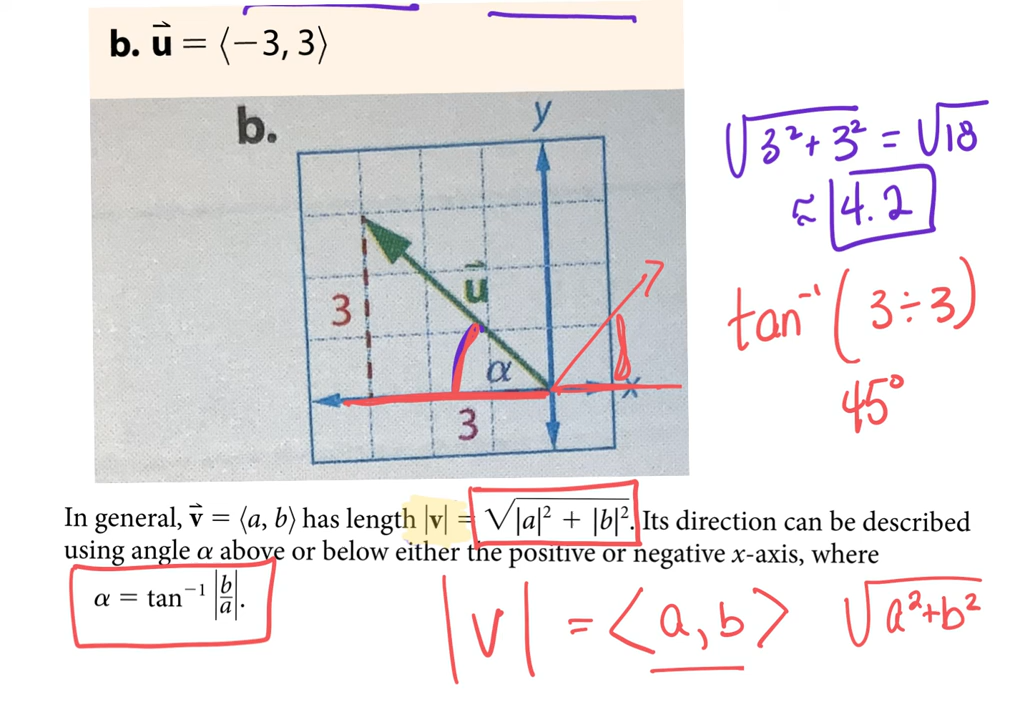 b. u⃗ = ⟨−3, 3⟩
b.
y
√3² + 3² = √18
≈ 4.2
u⃗
3
α
x
3
tan⁻¹ (3 ÷ 3)
45°
In general, v⃗ = ⟨a, b⟩ has length |v| = √|a|² + |b|². Its direction can be described
using angle α above or below either the positive or negative x-axis, where
α = tan⁻¹ |b/a|.
|v| = <a, b> √a²+b²